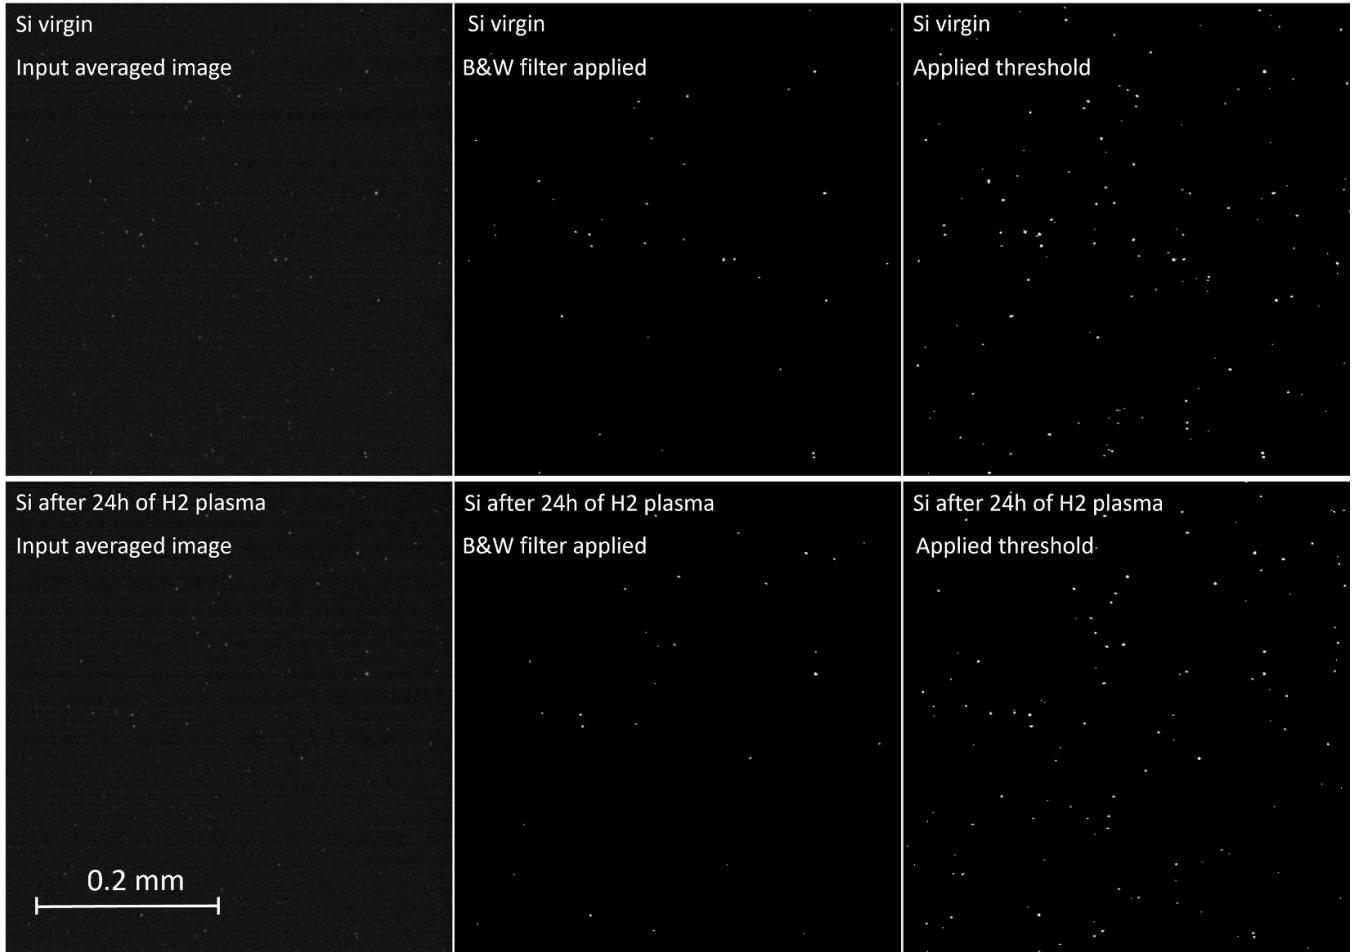 Si virgin
Input averaged image
Si virgin
B&W filter applied
Si virgin
Applied threshold
Si after 24h of H2 plasma
Input averaged image
Si after 24h of H2 plasma
B&W filter applied
Si after 24h of H2 plasma
Applied threshold
0.2 mm